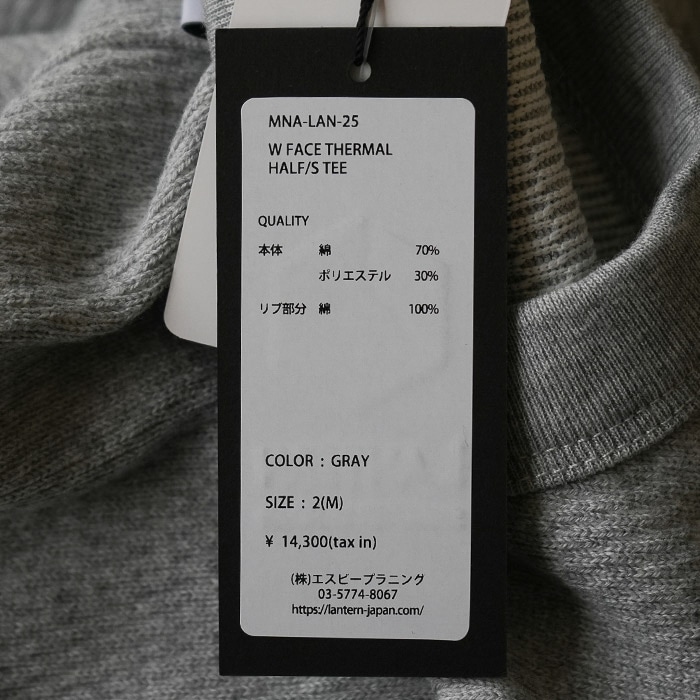 MNA-LAN-25
W FACE THERMAL
HALF/S TEE
QUALITY
本体 綿 70%
ポリエステル 30%
リブ部分 綿 100%
COLOR : GRAY
SIZE : 2(M)
¥ 14,300(tax in)
(株)エスビープラニング
03-5774-8067
https://lantern-japan.com/